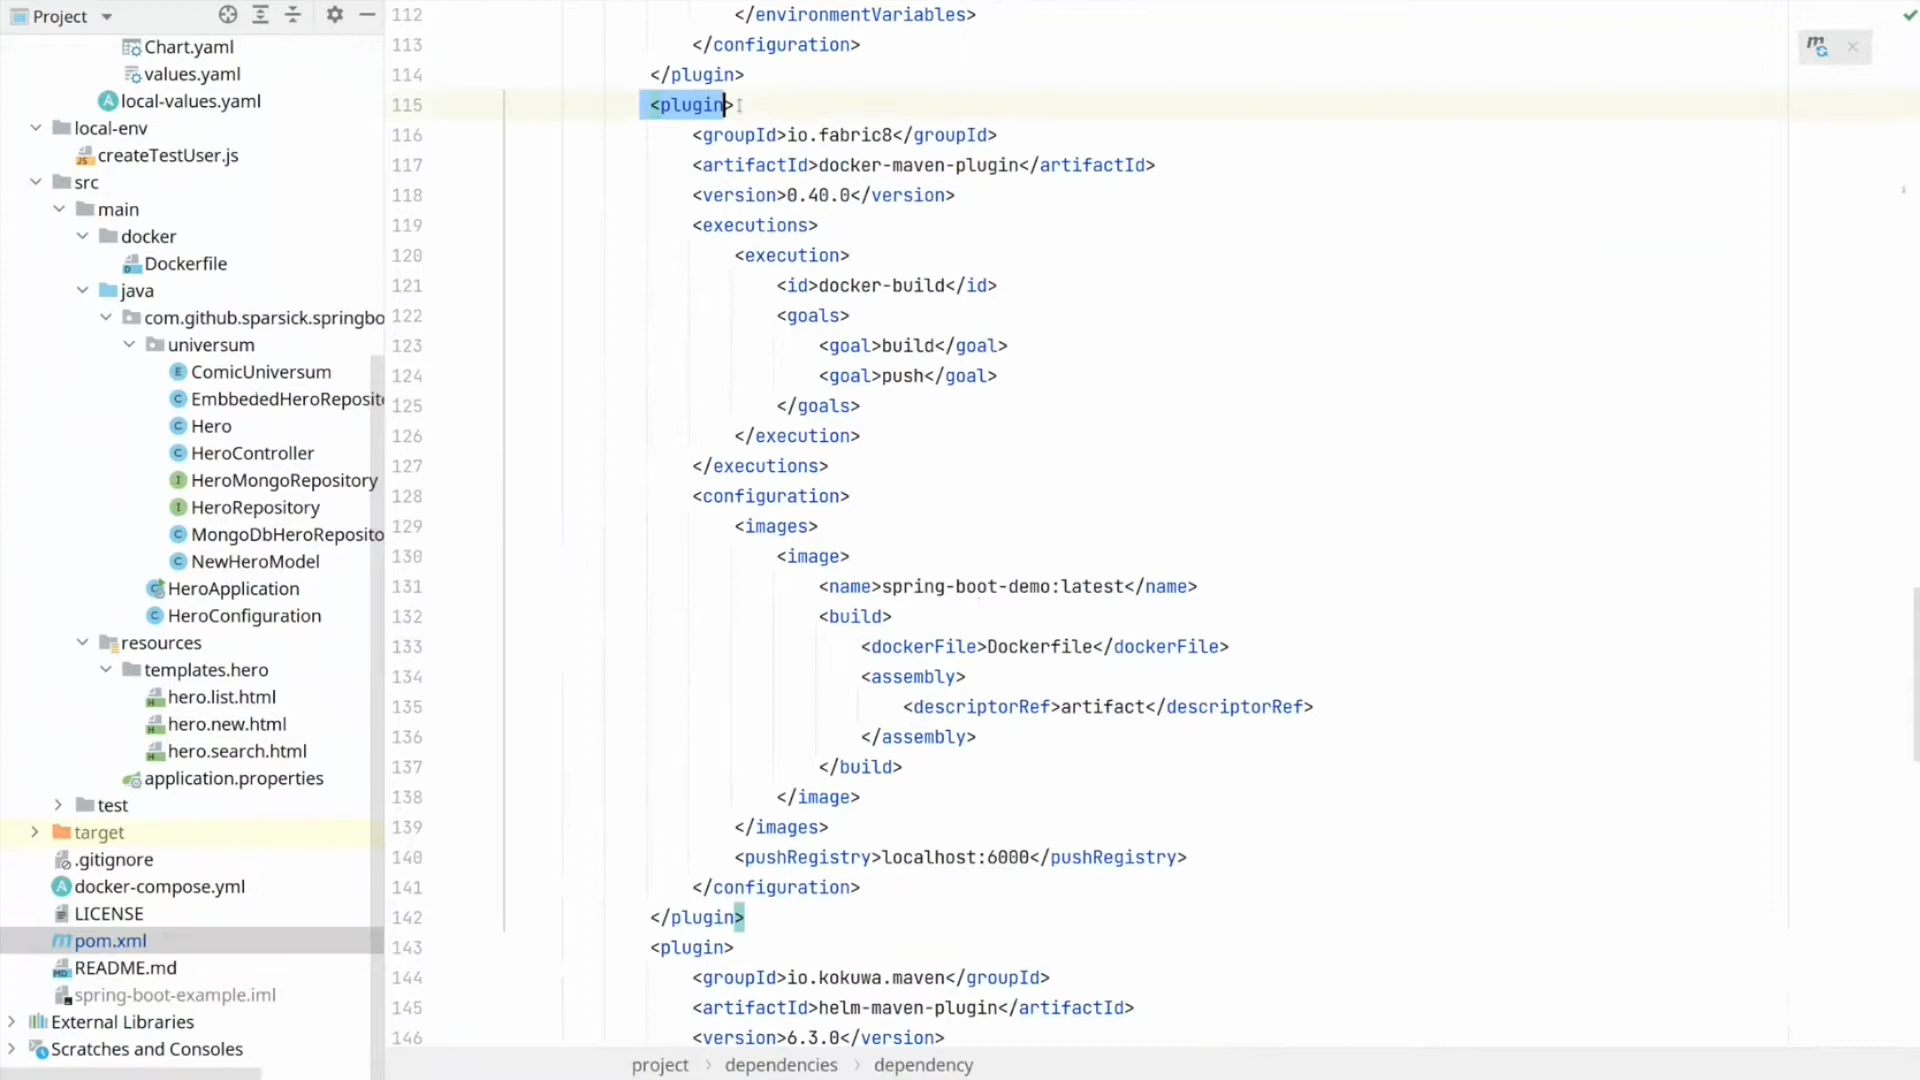 Project
Chart.yaml
values.yaml
local-values.yaml
local-env
createTestUser.js
src
main
docker
Dockerfile
java
com.github.sparsick.springbo
universum
ComicUniversum
EmbbededHeroReposit
Hero
HeroController
HeroMongoRepository
HeroRepository
MongoDbHeroReposito
NewHeroModel
HeroApplication
HeroConfiguration
resources
templates.hero
hero.list.html
hero.new.html
hero.search.html
application.properties
test
target
.gitignore
docker-compose.yml
LICENSE
pom.xml
README.md
spring-boot-example.iml
External Libraries
Scratches and Consoles
112 </environmentVariables>
113 </configuration>
114 </plugin>
115 <plugin>
116 <groupId>io.fabric8</groupId>
117 <artifactId>docker-maven-plugin</artifactId>
118 <version>0.40.0</version>
119 <executions>
120 <execution>
121 <id>docker-build</id>
122 <goals>
123 <goal>build</goal>
124 <goal>push</goal>
125 </goals>
126 </execution>
127 </executions>
128 <configuration>
129 <images>
130 <image>
131 <name>spring-boot-demo:latest</name>
132 <build>
133 <dockerFile>Dockerfile</dockerFile>
134 <assembly>
135 <descriptorRef>artifact</descriptorRef>
136 </assembly>
137 </build>
138 </image>
139 </images>
140 <pushRegistry>localhost:6000</pushRegistry>
141 </configuration>
142 </plugin>
143 <plugin>
144 <groupId>io.kokuwa.maven</groupId>
145 <artifactId>helm-maven-plugin</artifactId>
146 <version>6.3.0</version>
project > dependencies > dependency